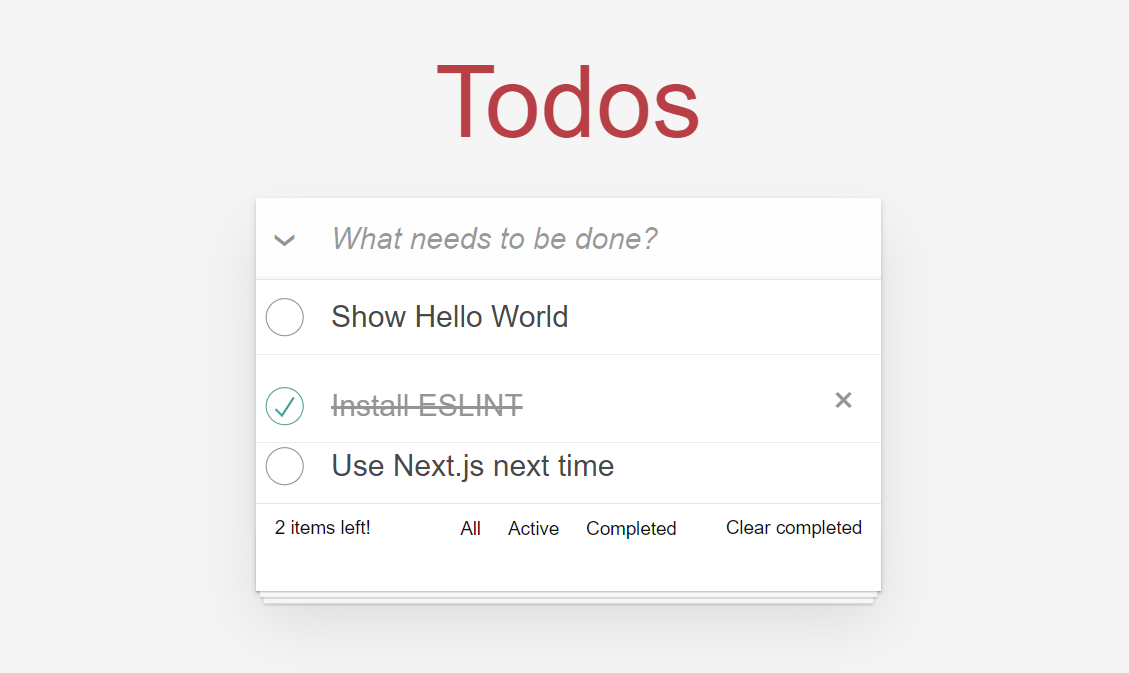 Todos
What needs to be done?
Show Hello World
Install ESLINT
Use Next.js next time
2 items left! All Active Completed Clear completed